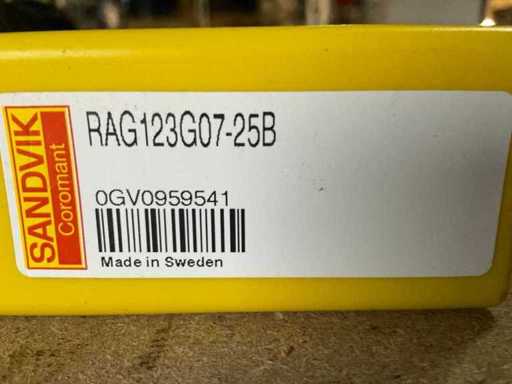 SANDVIK
Coromant
RAG123G07-25B
0GV0959541
Made in Sweden